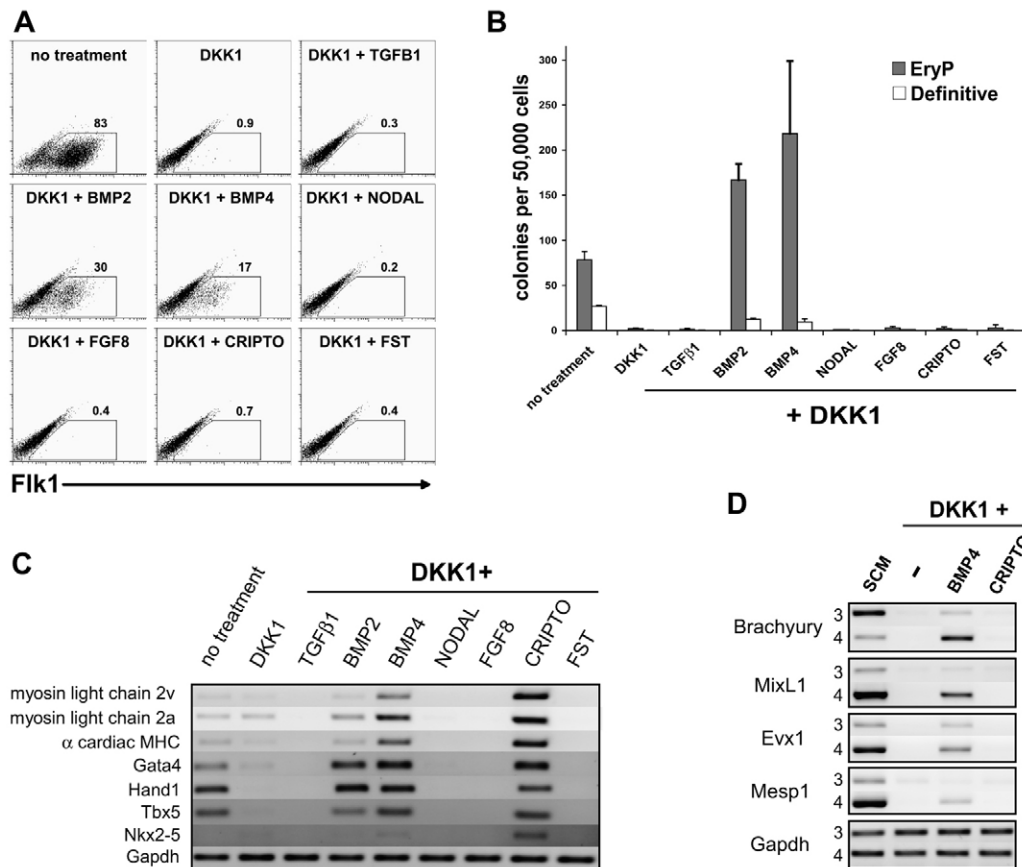 A
no treatment
DKK1
DKK1 + TGFB1
83
0.9
0.3
DKK1 + BMP2
DKK1 + BMP4
DKK1 + NODAL
30
17
0.2
DKK1 + FGF8
DKK1 + CRIPTO
DKK1 + FST
0.4
0.7
0.4
Flk1
B
colonies per 50,000 cells
300
250
200
150
100
50
0
EryP
Definitive
no treatment
DKK1
TGFβ1
BMP2
BMP4
NODAL
FGF8
CRIPTO
FST
+ DKK1
C
DKK1+
no treatment
DKK1
TGFβ1
BMP2
BMP4
NODAL
FGF8
CRIPTO
FST
myosin light chain 2v
myosin light chain 2a
α cardiac MHC
Gata4
Hand1
Tbx5
Nkx2-5
Gapdh
D
DKK1 +
SCM
-
BMP4
CRIPTO
Brachyury
3
4
MixL1
3
4
Evx1
3
4
Mesp1
3
4
Gapdh
3
4